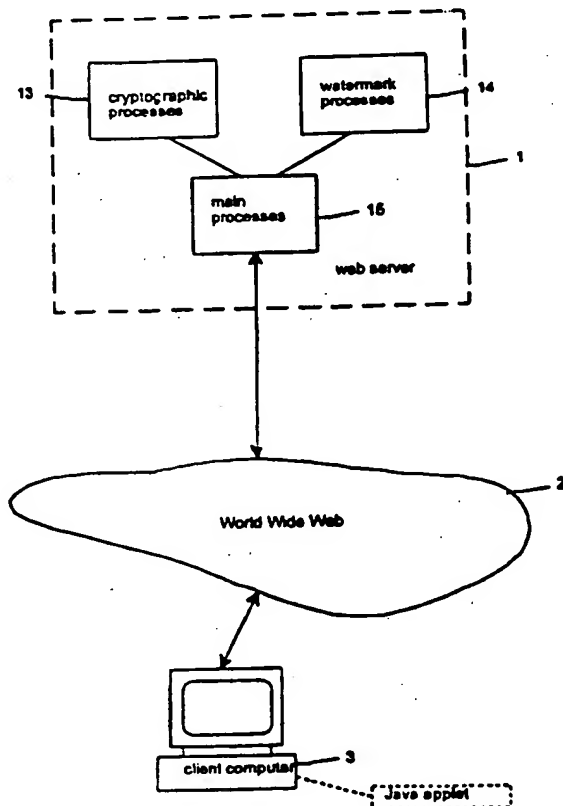 13
cryptographic
processes
watermark
processes
14
1
main
processes
15
web server
2
World Wide Web
client computer
3
Java applet